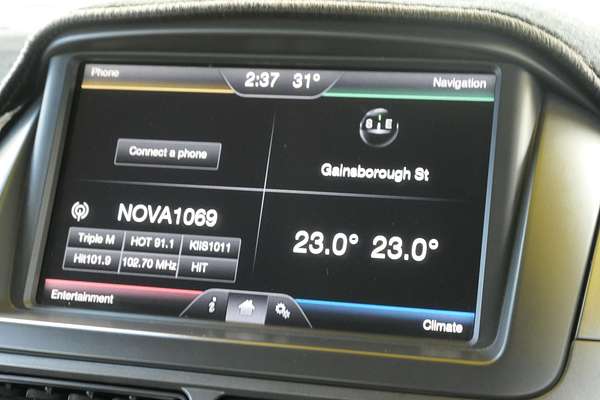 Phone
2:37 31°
Navigation
S E
Connect a phone
Gainsborough St
NOVA1069
Triple M HOT 91.1 KIIS1011
Hit101.9 102.70 MHz HIT
23.0° 23.0°
Entertainment
i
Climate